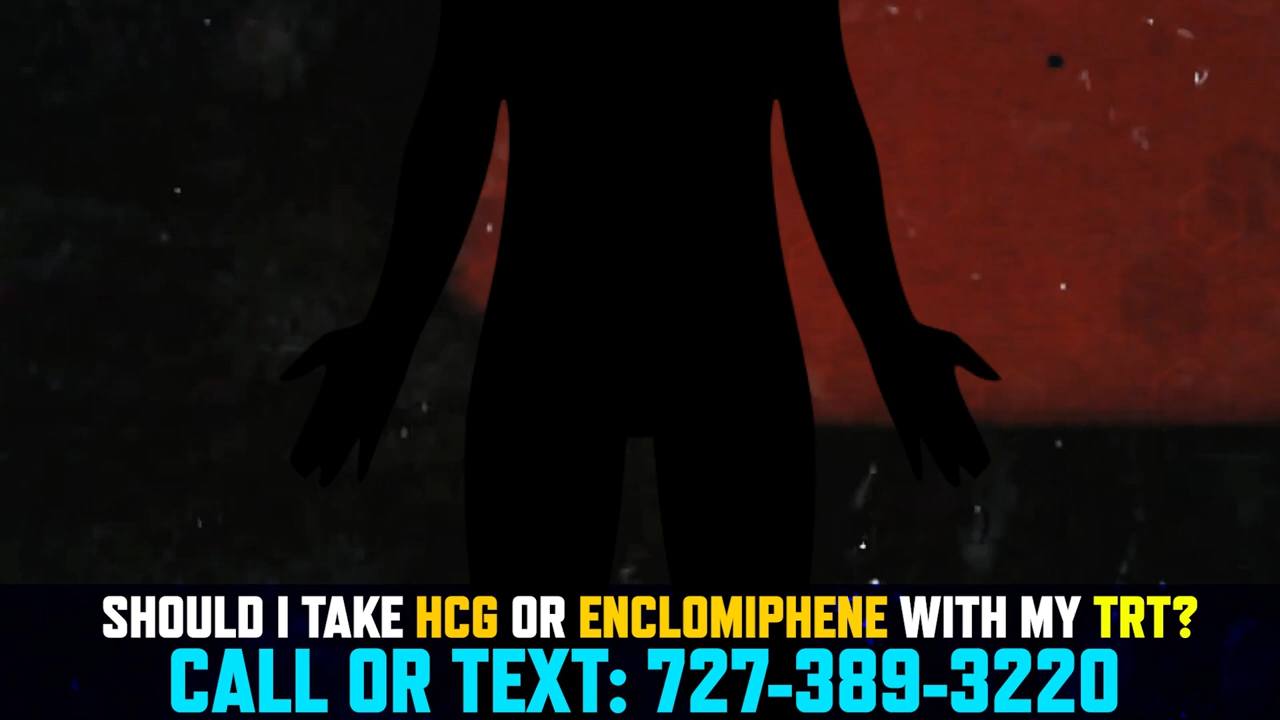 SHOULD I TAKE HCG OR ENCLOMIPHENE WITH MY TRT?
CALL OR TEXT: 727-389-3220